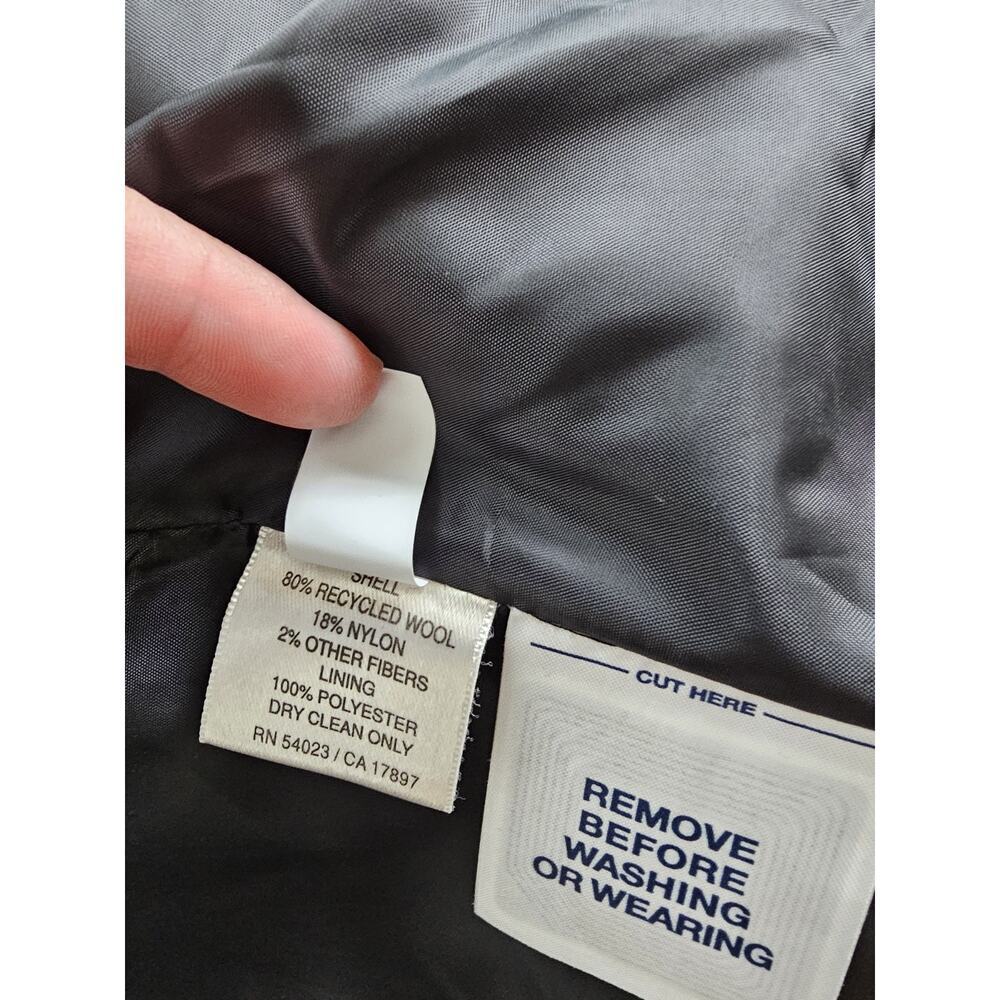 SHELL
80% RECYCLED WOOL
18% NYLON
2% OTHER FIBERS
LINING
100% POLYESTER
DRY CLEAN ONLY
RN 54023 / CA 17897
CUT HERE
REMOVE
BEFORE
WASHING
OR WEARING